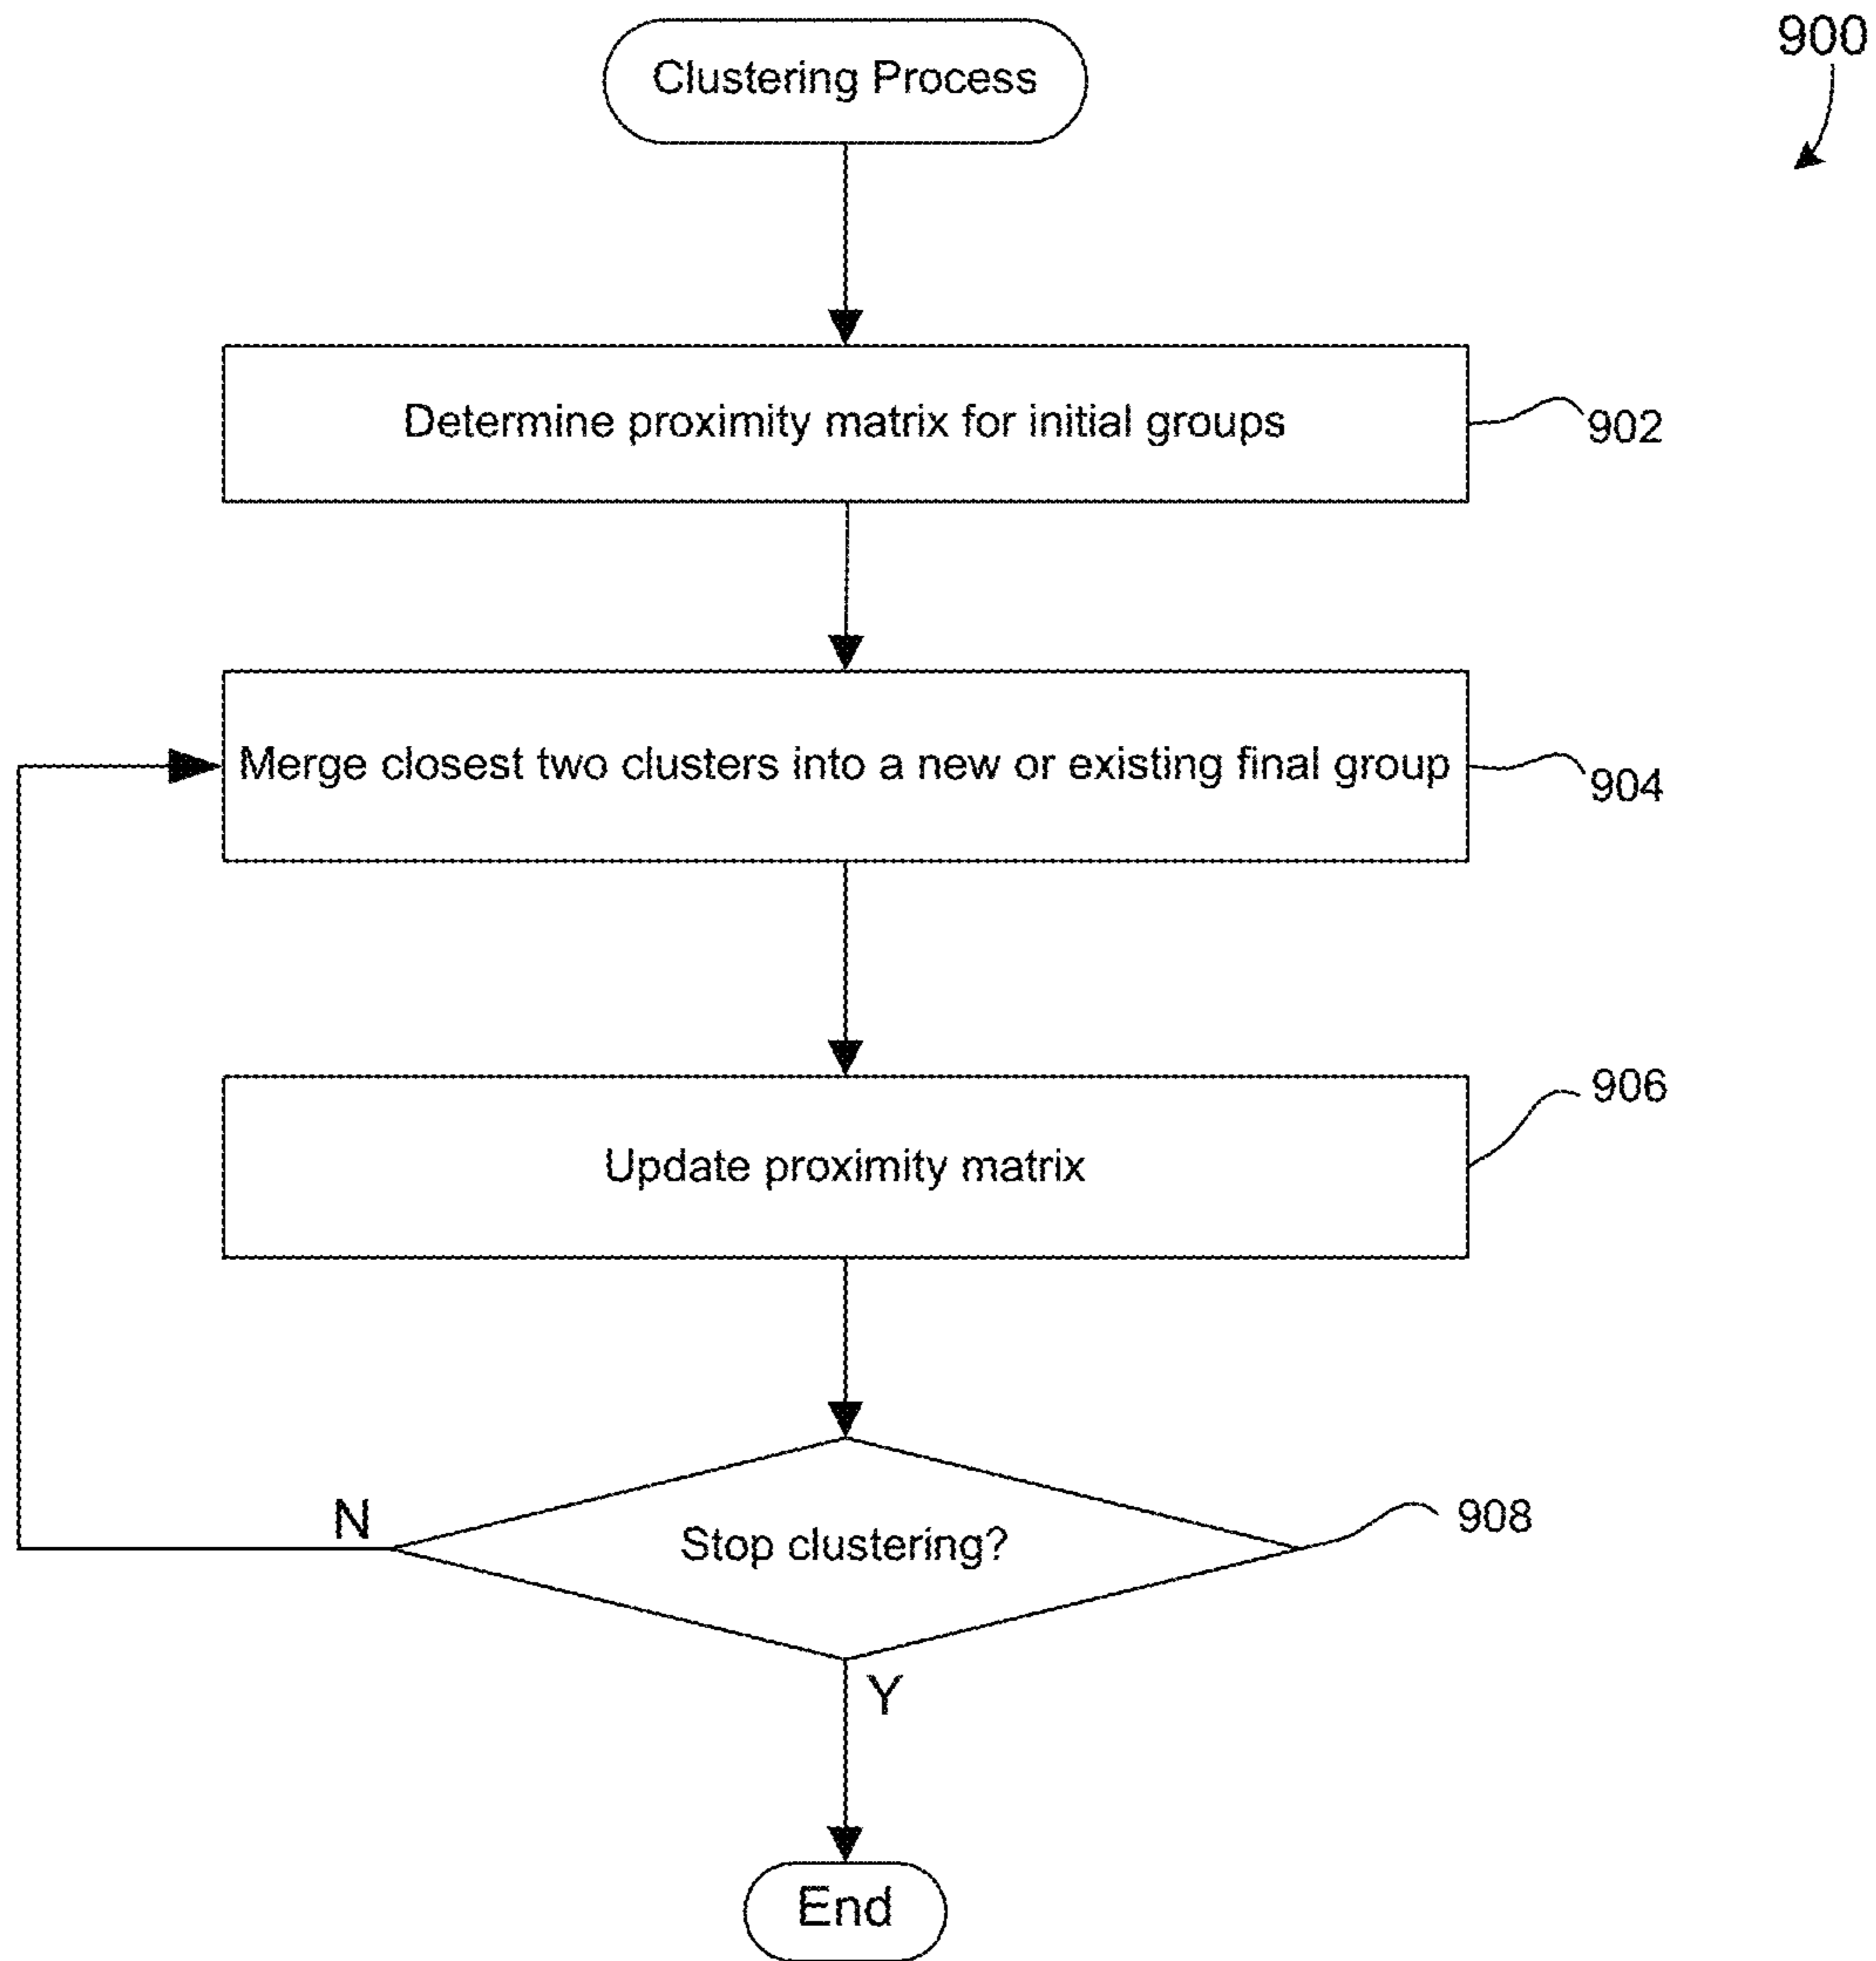 900
Clustering Process
Determine proximity matrix for initial groups
902
Merge closest two clusters into a new or existing final group
904
906
Update proximity matrix
N
Stop clustering?
908
Y
End